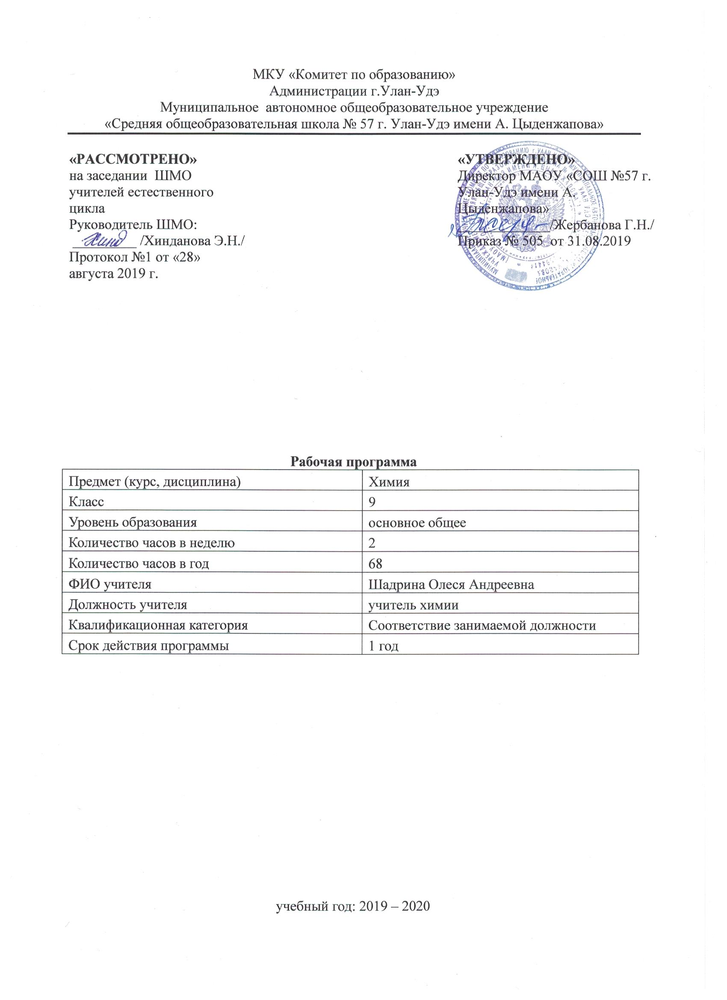 МКУ «Комитет по образованию»
Администрации г.Улан-Удэ
Муниципальное автономное общеобразовательное учреждение
«Средняя общеобразовательная школа № 57 г. Улан-Удэ имени А. Цыденжапова»
«РАССМОТРЕНО»
на заседании ШМО
учителей естественного
цикла
Руководитель ШМО:
/Хинданова Э.Н./
Протокол №1 от «28»
августа 2019 г.
«УТВЕРЖДЕНО»
Директор МАОУ «СОШ №57 г.
Улан-Удэ имени А.
Цыденжапова»
/Жербанова Г.Н./
Приказ № 505 от 31.08.2019
Рабочая программа
Предмет (курс, дисциплина) Химия
Класс 9
Уровень образования основное общее
Количество часов в неделю 2
Количество часов в год 68
ФИО учителя Шадрина Олеся Андреевна
Должность учителя учитель химии
Квалификационная категория Соответствие занимаемой должности
Срок действия программы 1 год
учебный год: 2019 – 2020